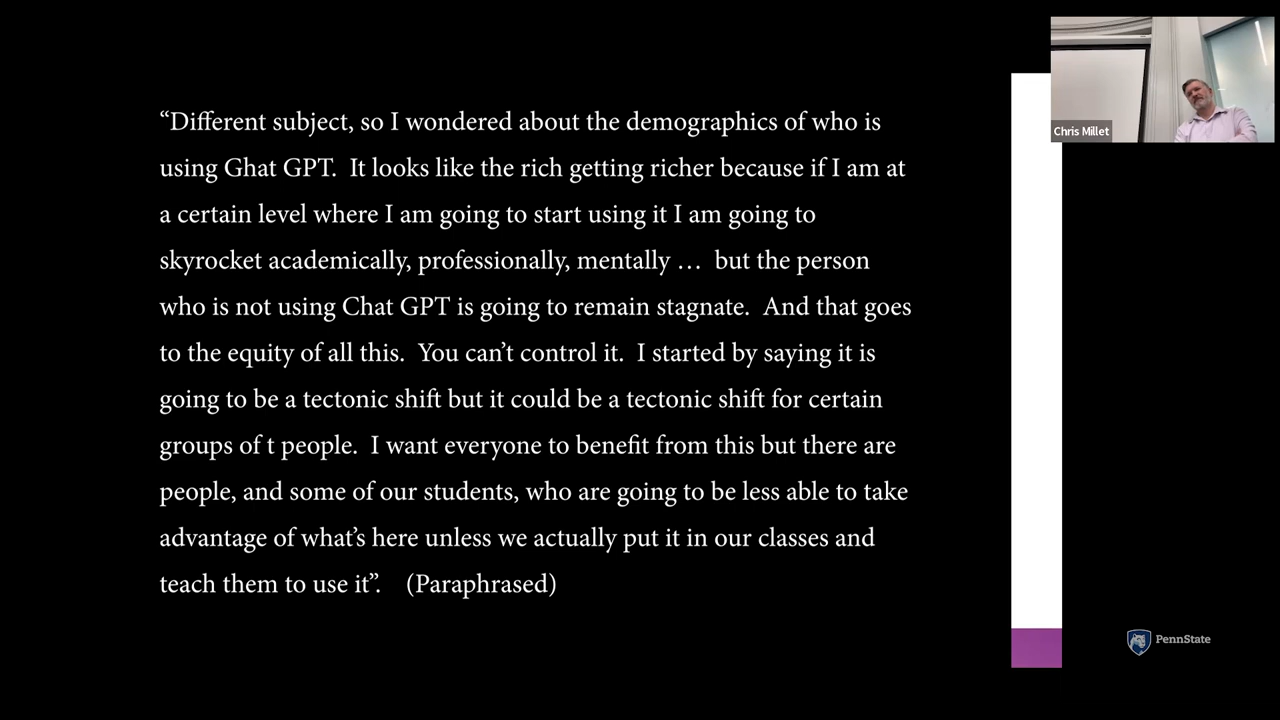 “Different subject, so I wondered about the demographics of who is
using Ghat GPT.  It looks like the rich getting richer because if I am at
a certain level where I am going to start using it I am going to
skyrocket academically, professionally, mentally …  but the person
who is not using Chat GPT is going to remain stagnate.  And that goes
to the equity of all this.  You can’t control it.  I started by saying it is
going to be a tectonic shift but it could be a tectonic shift for certain
groups of t people.  I want everyone to benefit from this but there are
people, and some of our students, who are going to be less able to take
advantage of what’s here unless we actually put it in our classes and
teach them to use it”.    (Paraphrased)
Chris Millet
PennState